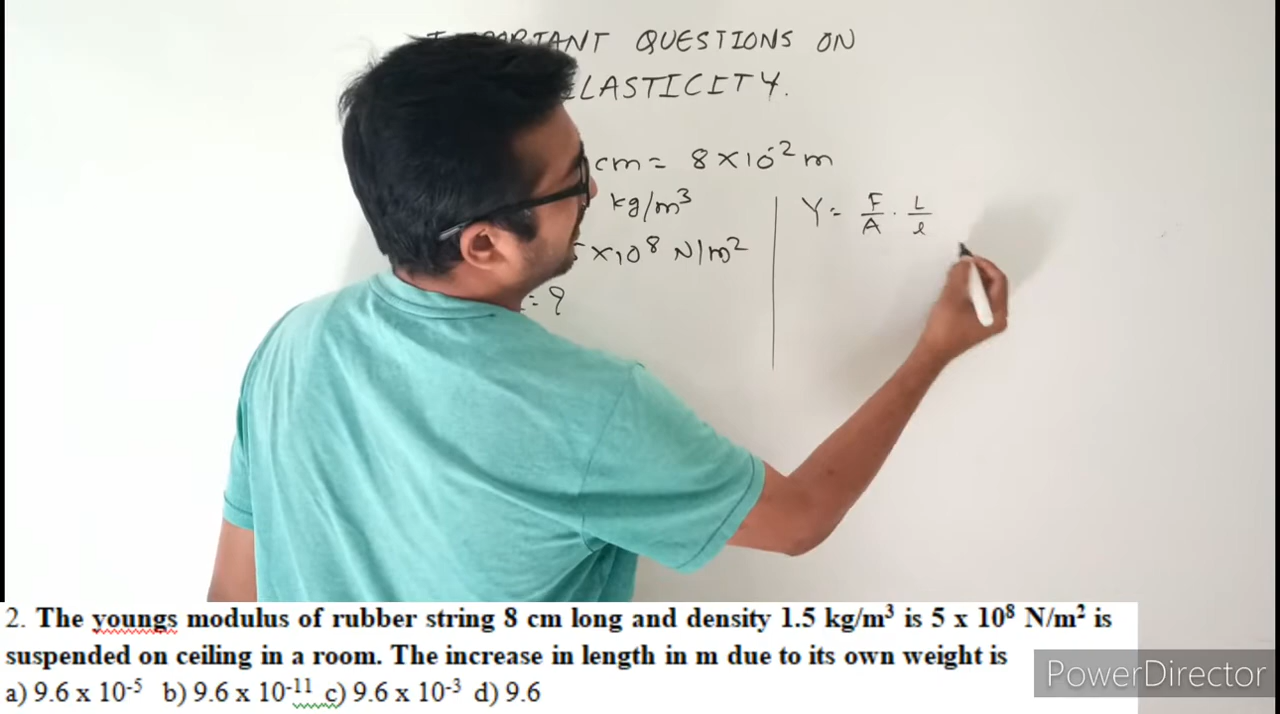 QUESTIONS ON
LASTICITY.
cm = 8 × 10⁻² m
kg/m³
Y = F/A · L/l
× 10⁸ N/m²
= ?
2. The youngs modulus of rubber string 8 cm long and density 1.5 kg/m³ is 5 x 10⁸ N/m² is
suspended on ceiling in a room. The increase in length in m due to its own weight is
a) 9.6 x 10⁻⁵ b) 9.6 x 10⁻¹¹ c) 9.6 x 10⁻³ d) 9.6
PowerDirector